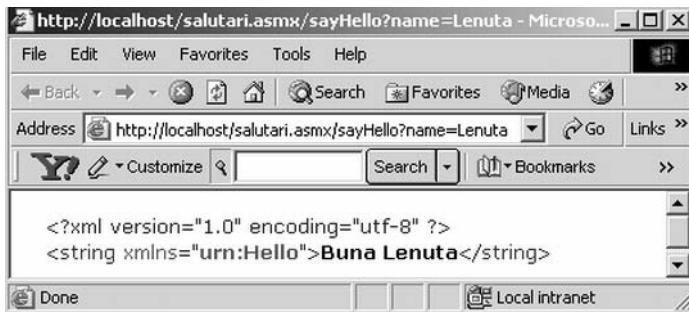 http://localhost/salutari.asmx/sayHello?name=Lenuta - Microso...
File Edit View Favorites Tools Help
Back Search Favorites Media »
Address http://localhost/salutari.asmx/sayHello?name=Lenuta Go Links »
Y! Customize Search Bookmarks »
<?xml version="1.0" encoding="utf-8" ?>
<string xmlns="urn:Hello">Buna Lenuta</string>
Done Local intranet